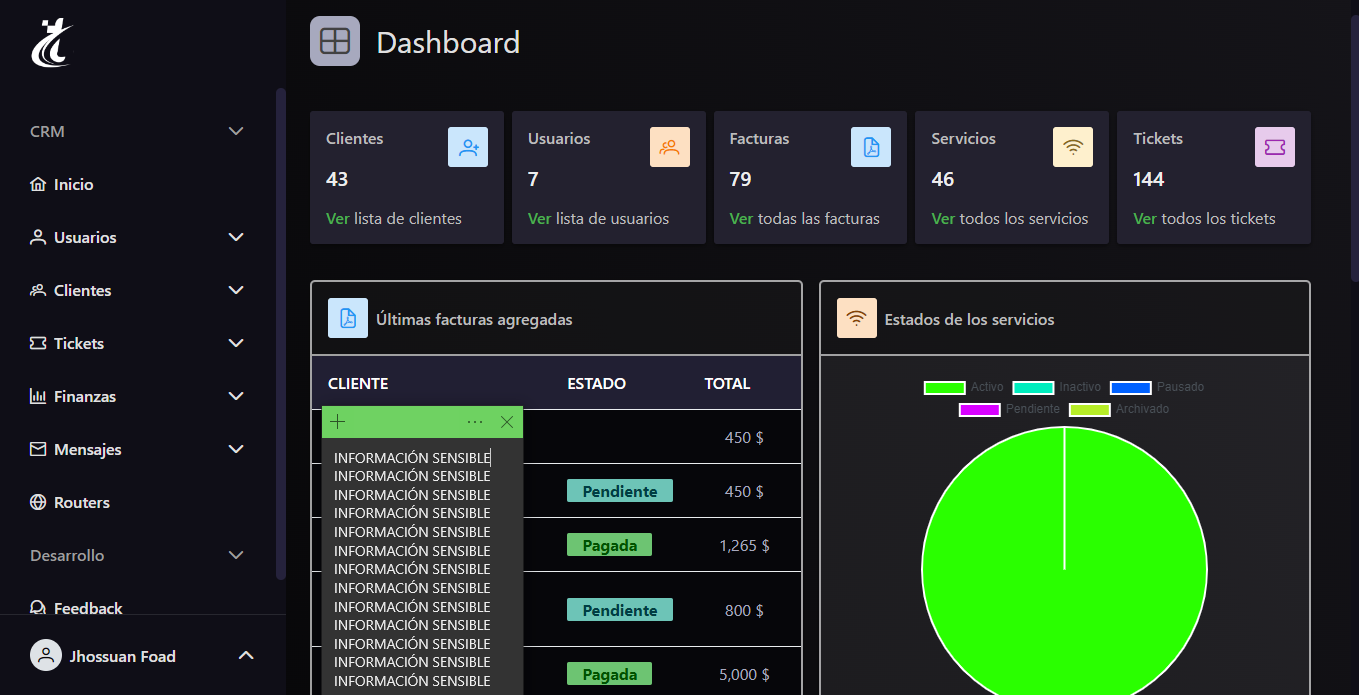 CRM
Inicio
Usuarios
Clientes
Tickets
Finanzas
Mensajes
Routers
Desarrollo
Feedback
Jhossuan Foad
Dashboard
Clientes
43
Ver lista de clientes
Usuarios
7
Ver lista de usuarios
Facturas
79
Ver todas las facturas
Servicios
46
Ver todos los servicios
Tickets
144
Ver todos los tickets
Últimas facturas agregadas
CLIENTE ESTADO TOTAL
450 $
Pendiente 450 $
Pagada 1,265 $
Pendiente 800 $
Pagada 5,000 $
INFORMACIÓN SENSIBLE
INFORMACIÓN SENSIBLE
INFORMACIÓN SENSIBLE
INFORMACIÓN SENSIBLE
INFORMACIÓN SENSIBLE
INFORMACIÓN SENSIBLE
INFORMACIÓN SENSIBLE
INFORMACIÓN SENSIBLE
INFORMACIÓN SENSIBLE
INFORMACIÓN SENSIBLE
INFORMACIÓN SENSIBLE
INFORMACIÓN SENSIBLE
INFORMACIÓN SENSIBLE
Estados de los servicios
Activo Inactivo Pausado
Pendiente Archivado